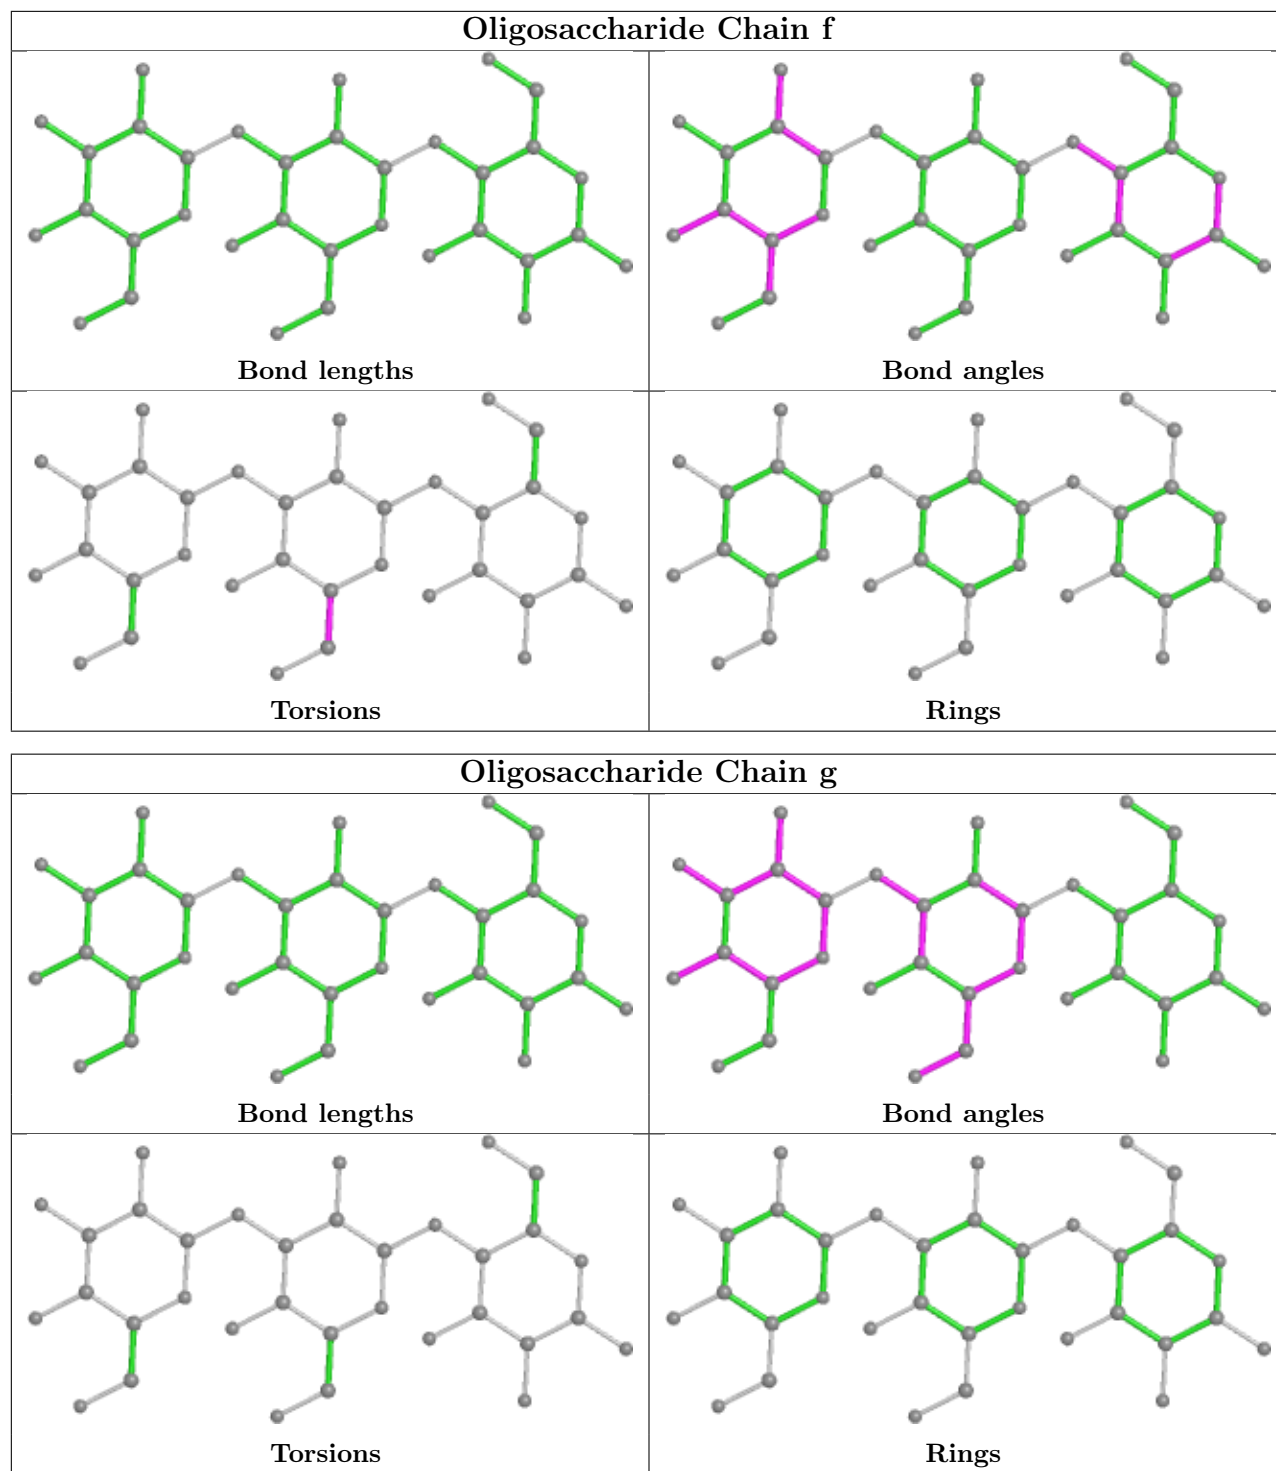 Oligosaccharide Chain f
Bond lengths
Bond angles
Torsions
Rings
Oligosaccharide Chain g
Bond lengths
Bond angles
Torsions
Rings